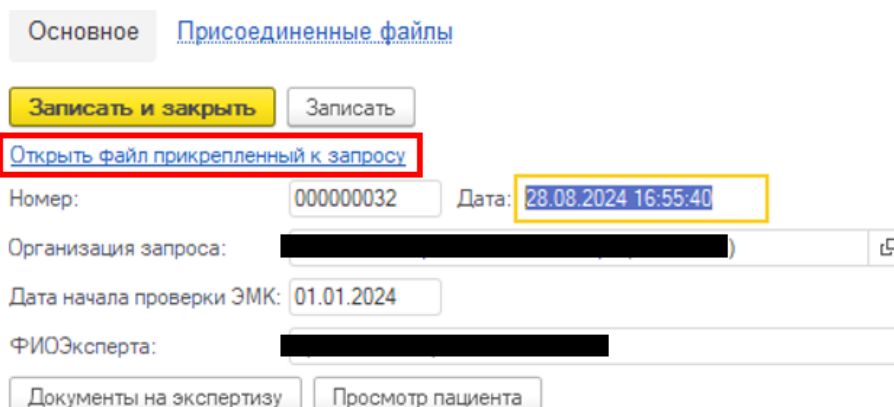 Основное Присоединенные файлы
Записать и закрыть Записать
Открыть файл прикрепленный к запросу
Номер: 000000032 Дата: 28.08.2024 16:55:40
Организация запроса: )
Дата начала проверки ЭМК: 01.01.2024
ФИОЭксперта:
Документы на экспертизу Просмотр пациента